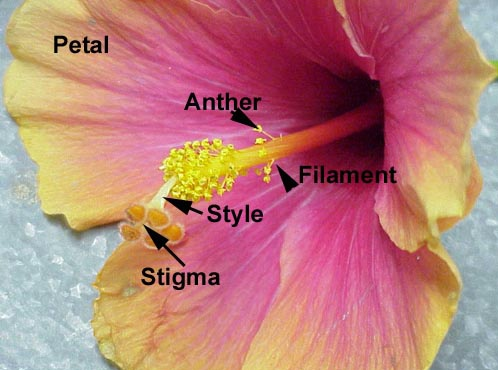 Petal
Anther
Filament
Style
Stigma